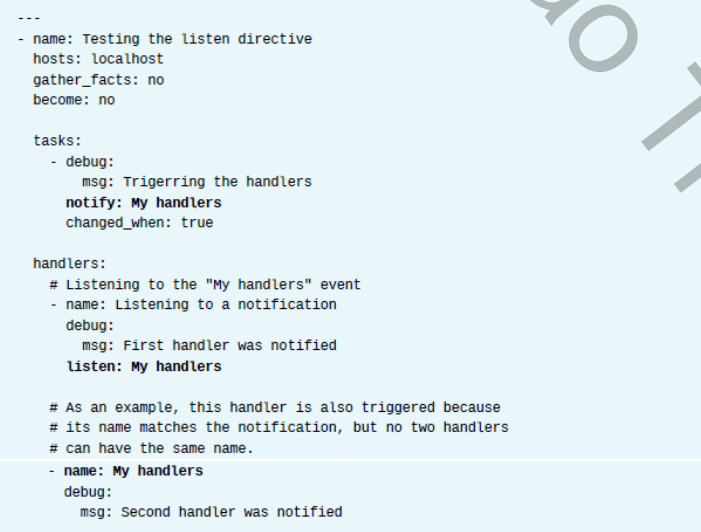 ---
- name: Testing the listen directive
  hosts: localhost
  gather_facts: no
  become: no

  tasks:
    - debug:
        msg: Trigerring the handlers
      notify: My handlers
      changed_when: true

  handlers:
    # Listening to the "My handlers" event
    - name: Listening to a notification
      debug:
        msg: First handler was notified
      listen: My handlers

    # As an example, this handler is also triggered because
    # its name matches the notification, but no two handlers
    # can have the same name.
    - name: My handlers
      debug:
        msg: Second handler was notified